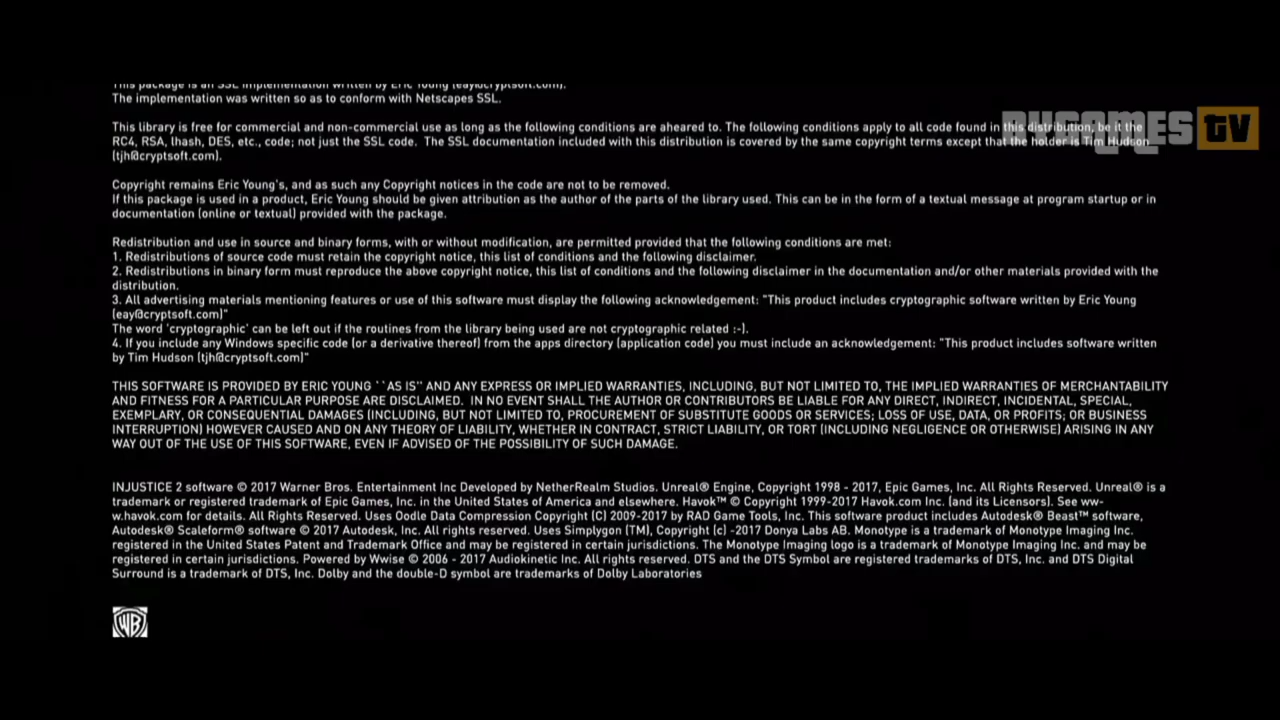 This package is an SSL implementation written by Eric Young (eay@cryptsoft.com).
The implementation was written so as to conform with Netscapes SSL.
This library is free for commercial and non-commercial use as long as the following conditions are aheared to. The following conditions apply to all code found in this distribution, be it the
RC4, RSA, lhash, DES, etc., code; not just the SSL code. The SSL documentation included with this distribution is covered by the same copyright terms except that the holder is Tim Hudson
(tjh@cryptsoft.com).
Copyright remains Eric Young's, and as such any Copyright notices in the code are not to be removed.
If this package is used in a product, Eric Young should be given attribution as the author of the parts of the library used. This can be in the form of a textual message at program startup or in
documentation (online or textual) provided with the package.
Redistribution and use in source and binary forms, with or without modification, are permitted provided that the following conditions are met:
1. Redistributions of source code must retain the copyright notice, this list of conditions and the following disclaimer.
2. Redistributions in binary form must reproduce the above copyright notice, this list of conditions and the following disclaimer in the documentation and/or other materials provided with the
distribution.
3. All advertising materials mentioning features or use of this software must display the following acknowledgement: "This product includes cryptographic software written by Eric Young
(eay@cryptsoft.com)"
The word 'cryptographic' can be left out if the routines from the library being used are not cryptographic related :-).
4. If you include any Windows specific code (or a derivative thereof) from the apps directory (application code) you must include an acknowledgement: "This product includes software written
by Tim Hudson (tjh@cryptsoft.com)"
THIS SOFTWARE IS PROVIDED BY ERIC YOUNG ``AS IS'' AND ANY EXPRESS OR IMPLIED WARRANTIES, INCLUDING, BUT NOT LIMITED TO, THE IMPLIED WARRANTIES OF MERCHANTABILITY
AND FITNESS FOR A PARTICULAR PURPOSE ARE DISCLAIMED. IN NO EVENT SHALL THE AUTHOR OR CONTRIBUTORS BE LIABLE FOR ANY DIRECT, INDIRECT, INCIDENTAL, SPECIAL,
EXEMPLARY, OR CONSEQUENTIAL DAMAGES (INCLUDING, BUT NOT LIMITED TO, PROCUREMENT OF SUBSTITUTE GOODS OR SERVICES; LOSS OF USE, DATA, OR PROFITS; OR BUSINESS
INTERRUPTION) HOWEVER CAUSED AND ON ANY THEORY OF LIABILITY, WHETHER IN CONTRACT, STRICT LIABILITY, OR TORT (INCLUDING NEGLIGENCE OR OTHERWISE) ARISING IN ANY
WAY OUT OF THE USE OF THIS SOFTWARE, EVEN IF ADVISED OF THE POSSIBILITY OF SUCH DAMAGE.
INJUSTICE 2 software © 2017 Warner Bros. Entertainment Inc Developed by NetherRealm Studios. Unreal® Engine, Copyright 1998 - 2017, Epic Games, Inc. All Rights Reserved. Unreal® is a
trademark or registered trademark of Epic Games, Inc. in the United States of America and elsewhere. Havok™ © Copyright 1999-2017 Havok.com Inc. (and its Licensors). See ww-
w.havok.com for details. All Rights Reserved. Uses Oodle Data Compression Copyright (C) 2009-2017 by RAD Game Tools, Inc. This software product includes Autodesk® Beast™ software,
Autodesk® Scaleform® software © 2017 Autodesk, Inc. All rights reserved. Uses Simplygon (TM), Copyright (c) -2017 Donya Labs AB. Monotype is a trademark of Monotype Imaging Inc.
registered in the United States Patent and Trademark Office and may be registered in certain jurisdictions. The Monotype Imaging logo is a trademark of Monotype Imaging Inc. and may be
registered in certain jurisdictions. Powered by Wwise © 2006 - 2017 Audiokinetic Inc. All rights reserved. DTS and the DTS Symbol are registered trademarks of DTS, Inc. and DTS Digital
Surround is a trademark of DTS, Inc. Dolby and the double-D symbol are trademarks of Dolby Laboratories
WB
TV